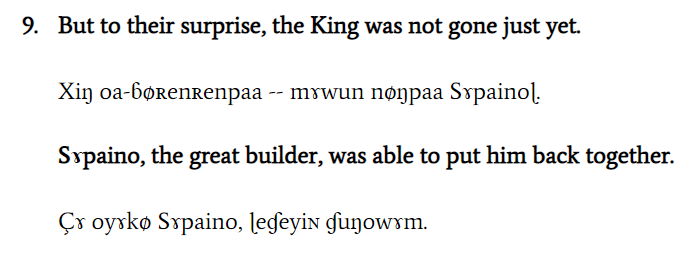 9. But to their surprise, the King was not gone just yet.
Xiŋ oa-ɓøʀenʀenpaa -- mɤwun nøŋpaa Sɤpainoɭ.
Sɤpaino, the great builder, was able to put him back together.
Çɤ oyɤkø Sɤpaino, ɭeɠeyiɴ ɠuŋowɤm.